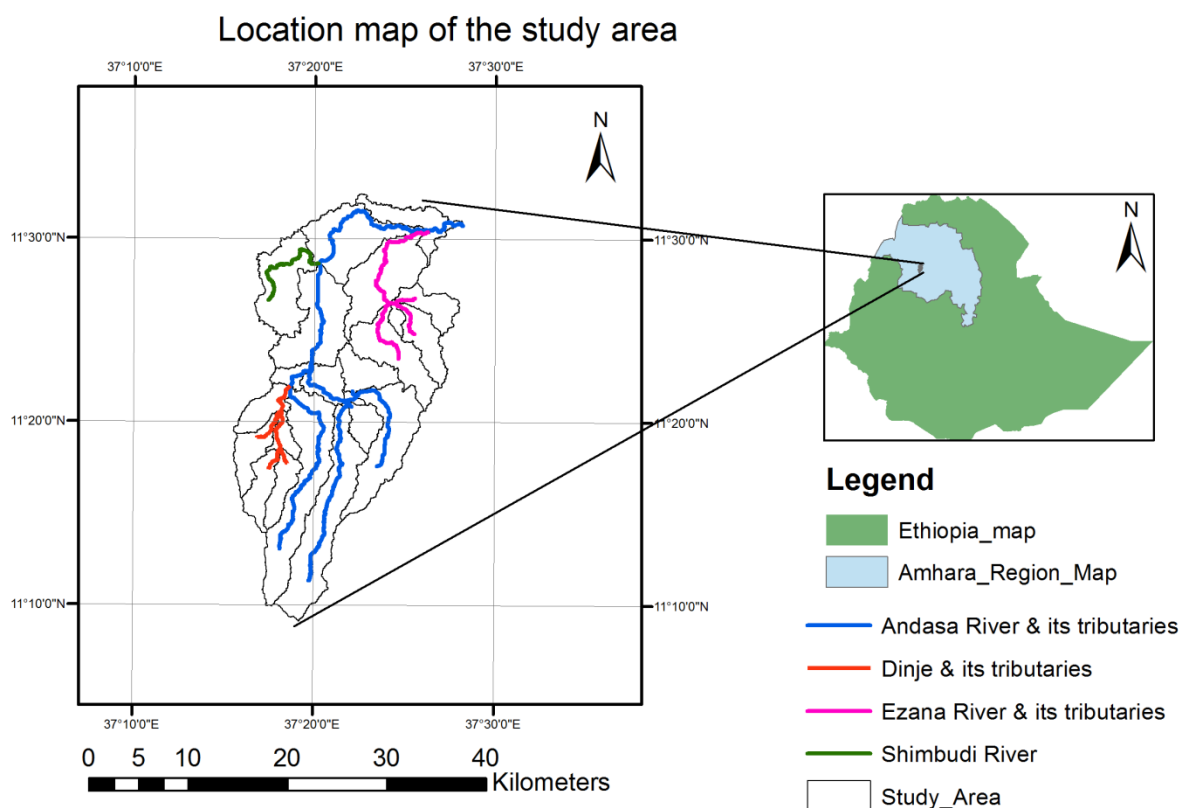 Location map of the study area
37°10'0"E 37°20'0"E 37°30'0"E
N
N
11°30'0"N 11°30'0"N
11°20'0"N 11°20'0"N
11°10'0"N 11°10'0"N
37°10'0"E 37°20'0"E 37°30'0"E
0 5 10 20 30 40
Kilometers
Legend
Ethiopia_map
Amhara_Region_Map
Andasa River & its tributaries
Dinje & its tributaries
Ezana River & its tributaries
Shimbudi River
Study_Area